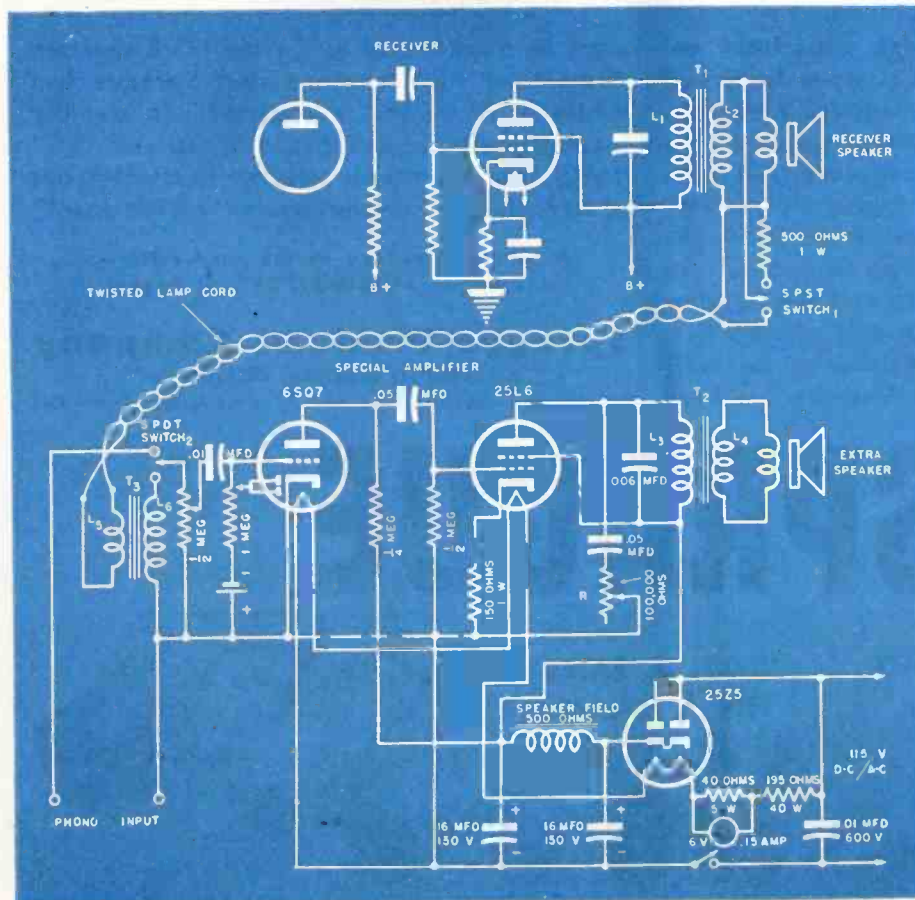 RECEIVER
T1
L1
L2
RECEIVER
SPEAKER
500 OHMS
1 W
B+
B+
SPST
SWITCH1
TWISTED LAMP CORD
SPECIAL AMPLIFIER
6SQ7
.05
MFD
25L6
T2
SPDT
SWITCH2
.01 MFD
L3
L4
.006 MFD
EXTRA
SPEAKER
T3
L5
L6
1/2 MEG
1 MEG
+
1/4 MEG
1/2 MEG
150 OHMS
1 W
.05
MFD
R
100,000
OHMS
SPEAKER FIELD
500 OHMS
25Z5
115 V
D-C/A-C
40 OHMS
5 W
195 OHMS
40 W
PHONO INPUT
+
16 MFD
150 V
-
+
16 MFD
150 V
-
6V
.15 AMP
.01 MFD
600 V